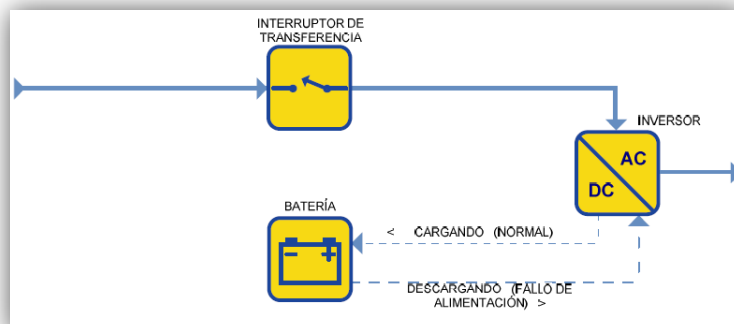 INTERRUPTOR DE
TRANSFERENCIA
INVERSOR
AC
DC
BATERÍA
< CARGANDO (NORMAL)
DESCARGANDO (FALLO DE
ALIMENTACIÓN) >